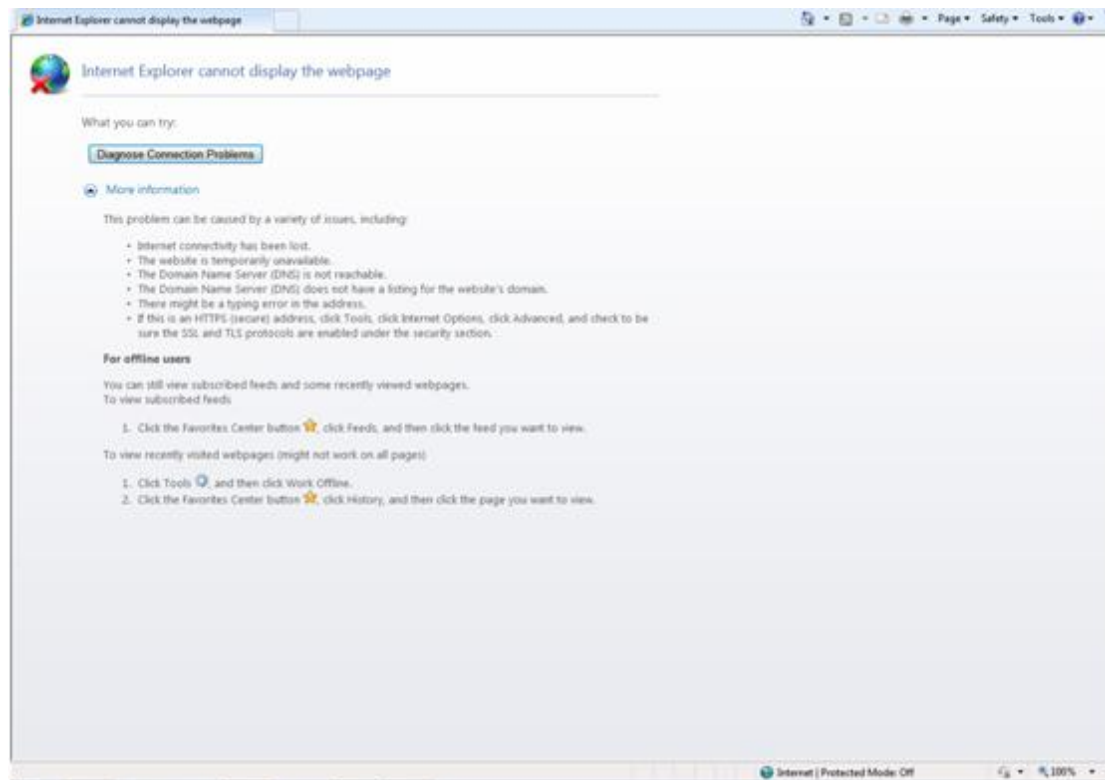 Internet Explorer cannot display the webpage
Page Safety Tools
Internet Explorer cannot display the webpage
What you can try:
Diagnose Connection Problems
More information
This problem can be caused by a variety of issues, including:
• Internet connectivity has been lost.
• The website is temporarily unavailable.
• The Domain Name Server (DNS) is not reachable.
• The Domain Name Server (DNS) does not have a listing for the website's domain.
• There might be a typing error in the address.
• If this is an HTTPS (secure) address, click Tools, click Internet Options, click Advanced, and check to be
sure the SSL and TLS protocols are enabled under the security section.
For offline users
You can still view subscribed feeds and some recently viewed webpages.
To view subscribed feeds
1. Click the Favorites Center button , click Feeds, and then click the feed you want to view.
To view recently visited webpages (might not work on all pages)
1. Click Tools , and then click Work Offline.
2. Click the Favorites Center button , click History, and then click the page you want to view.
Internet | Protected Mode: Off
100%